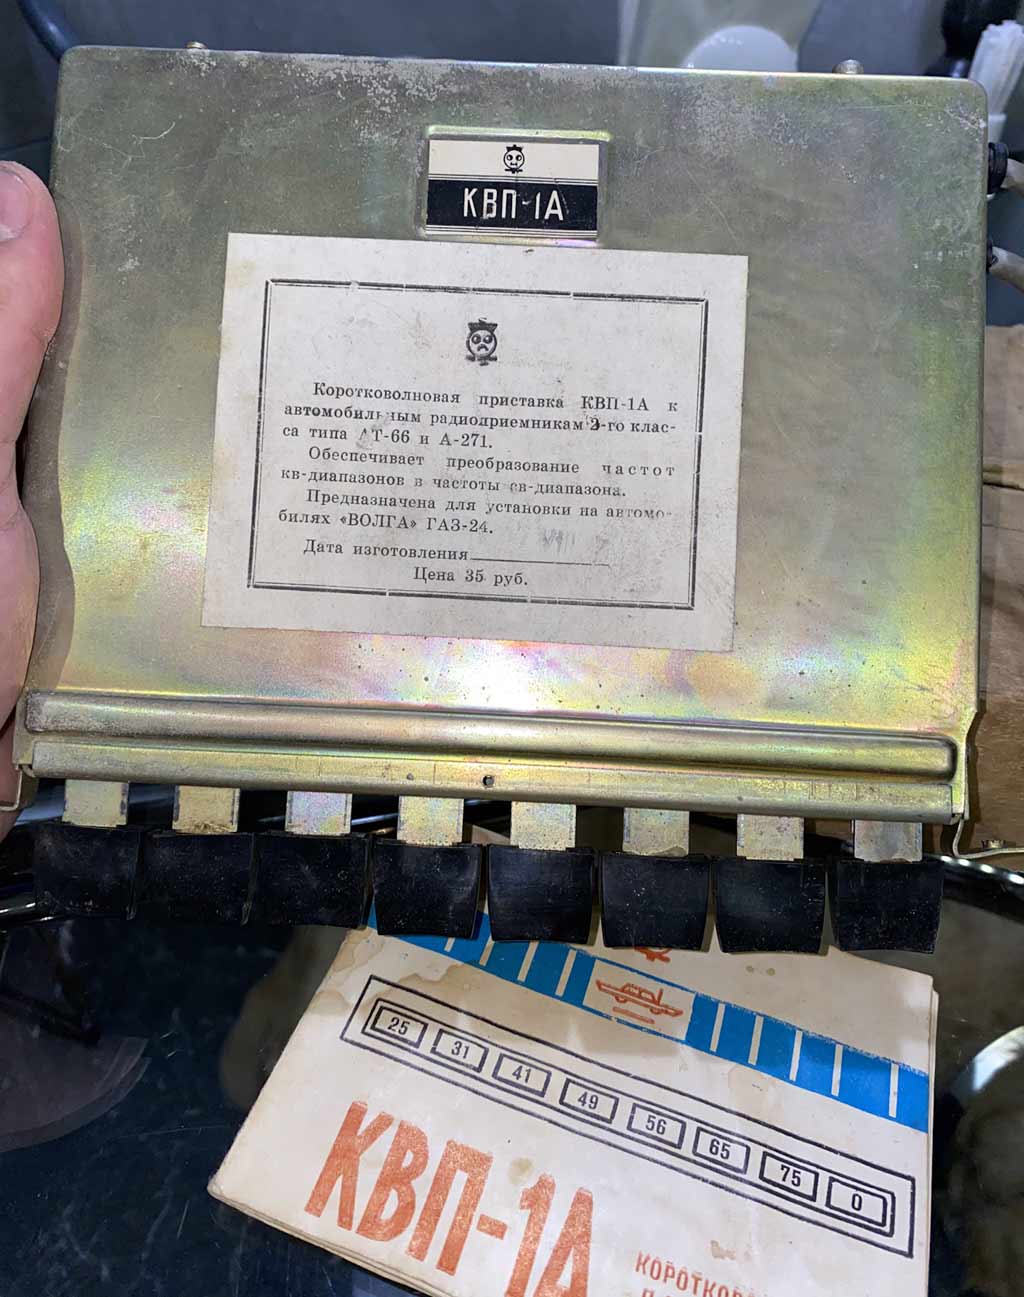 КВП-1А
Коротковолновая приставка КВП-1А к
автомобильным радиоприемникам 2-го клас-
са типа АТ-66 и А-271.
Обеспечивает преобразование частот
кв-диапазонов в частоты св-диапазона.
Предназначена для установки на автомо-
билях «ВОЛГА» ГАЗ-24.
Дата изготовления
Цена 35 руб.
25 31 41 49 56 65 75 0
КВП-1А